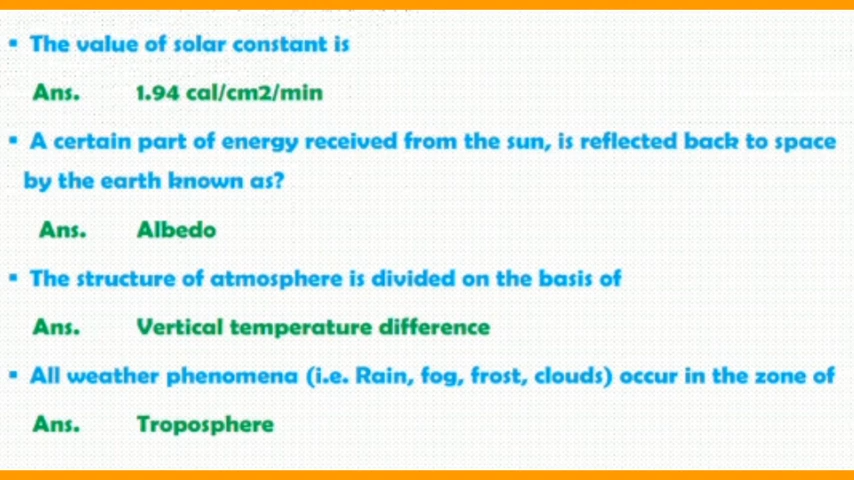 ▪ The value of solar constant is
Ans. 1.94 cal/cm2/min
▪ A certain part of energy received from the sun, is reflected back to space
by the earth known as?
Ans. Albedo
▪ The structure of atmosphere is divided on the basis of
Ans. Vertical temperature difference
▪ All weather phenomena (i.e. Rain, fog, frost, clouds) occur in the zone of
Ans. Troposphere